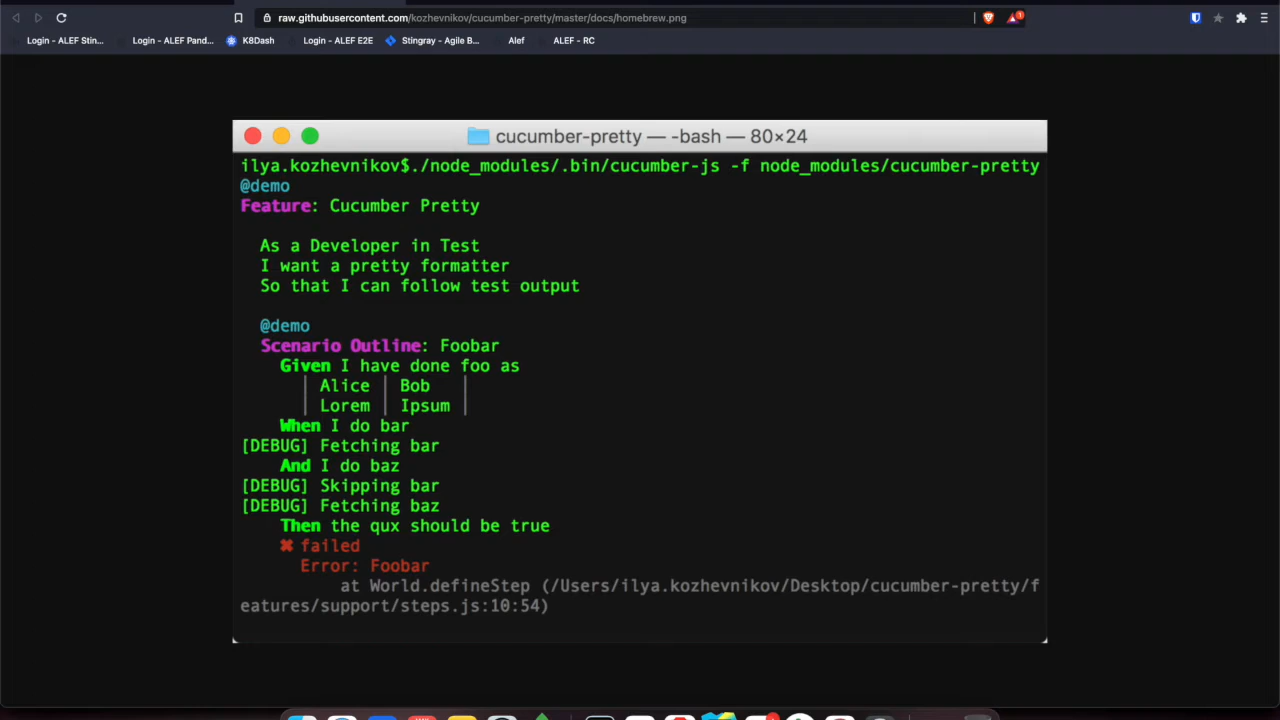 raw.githubusercontent.com/kozhevnikov/cucumber-pretty/master/docs/homebrew.png
Login - ALEF Stin... Login - ALEF Pand... K8Dash Login - ALEF E2E Stingray - Agile B... Alef ALEF - RC
cucumber-pretty — -bash — 80×24
ilya.kozhevnikov$./node_modules/.bin/cucumber-js -f node_modules/cucumber-pretty
@demo
Feature: Cucumber Pretty
As a Developer in Test
I want a pretty formatter
So that I can follow test output
@demo
Scenario Outline: Foobar
Given I have done foo as
| Alice | Bob |
| Lorem | Ipsum |
When I do bar
[DEBUG] Fetching bar
And I do baz
[DEBUG] Skipping bar
[DEBUG] Fetching baz
Then the qux should be true
✖ failed
Error: Foobar
at World.defineStep (/Users/ilya.kozhevnikov/Desktop/cucumber-pretty/f
eatures/support/steps.js:10:54)